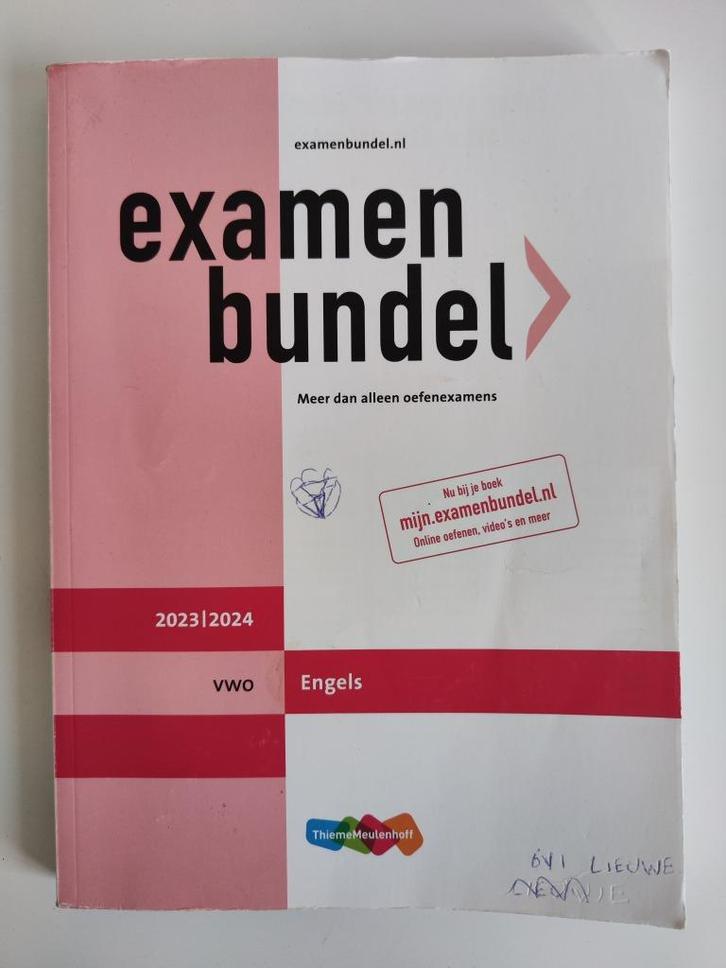 examenbundel.nl
examen
bundel
Meer dan alleen oefenexamens
Nu bij je boek
mijn.examenbundel.nl
Online oefenen, video's en meer
2023|2024
vwo
Engels
ThiemeMeulenhoff
6V1 LIEUWE